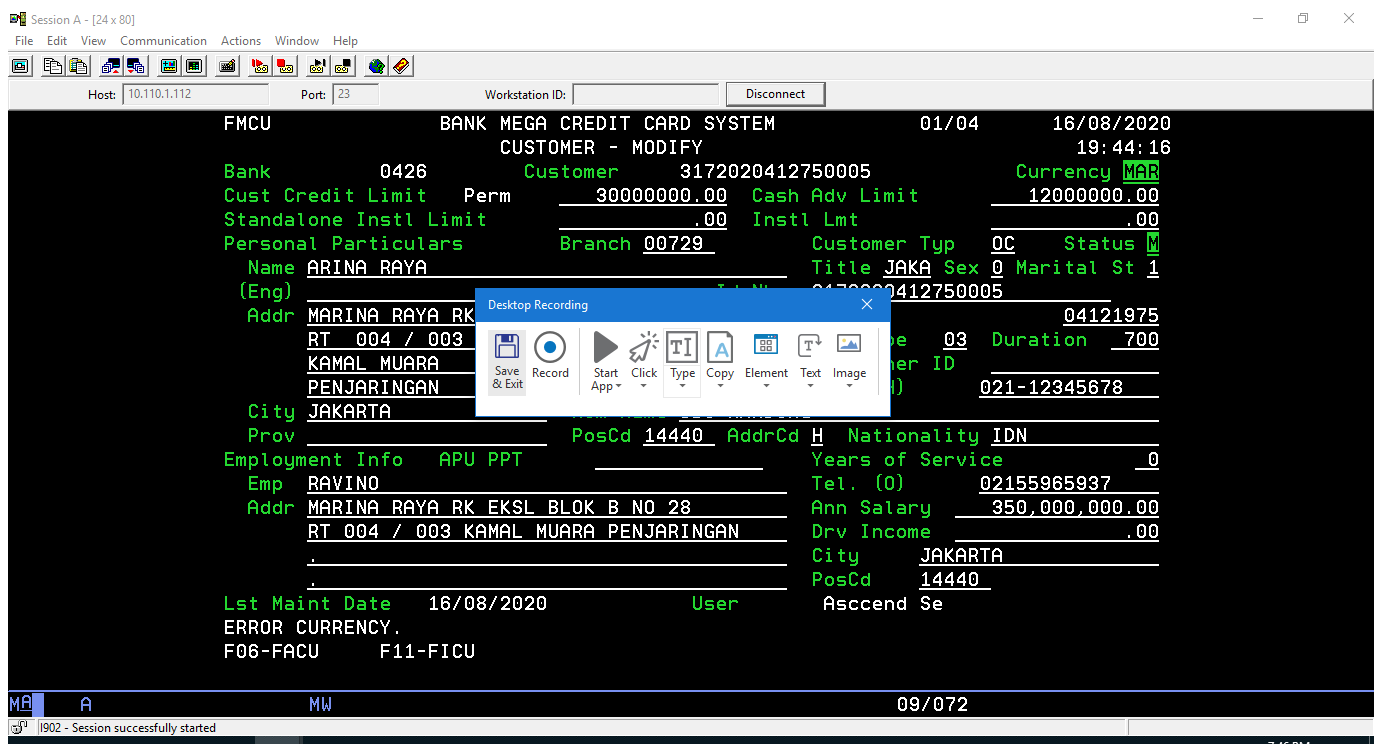 Session A - [24 x 80]
File Edit View Communication Actions Window Help
Host: 10.110.1.112 Port: 23 Workstation ID: Disconnect
FMCU BANK MEGA CREDIT CARD SYSTEM 01/04 16/08/2020
CUSTOMER - MODIFY 19:44:16
Bank 0426 Customer 3172020412750005 Currency MAR
Cust Credit Limit Perm 30000000.00 Cash Adv Limit 12000000.00
Standalone Instl Limit .00 Instl Lmt .00
Personal Particulars Branch 00729 Customer Typ OC Status M
Name ARINA RAYA Title JAKA Sex 0 Marital St 1
(Eng) 412750005
Desktop Recording
Addr MARINA RAYA RK 04121975
RT 004 / 003 03 Duration 700
KAMAL MUARA ID
PENJARINGAN 021-12345678
Save & Exit Record Start App Click Type Copy Element Text Image
City JAKARTA
Prov PosCd 14440 AddrCd H Nationality IDN
Employment Info APU PPT Years of Service 0
Emp RAVINO Tel. (O) 02155965937
Addr MARINA RAYA RK EKSL BLOK B NO 28 Ann Salary 350,000,000.00
RT 004 / 003 KAMAL MUARA PENJARINGAN Drv Income .00
. City JAKARTA
. PosCd 14440
Lst Maint Date 16/08/2020 User Asccend Se
ERROR CURRENCY.
F06-FACU F11-FICU
MA A MW 09/072
I902 - Session successfully started